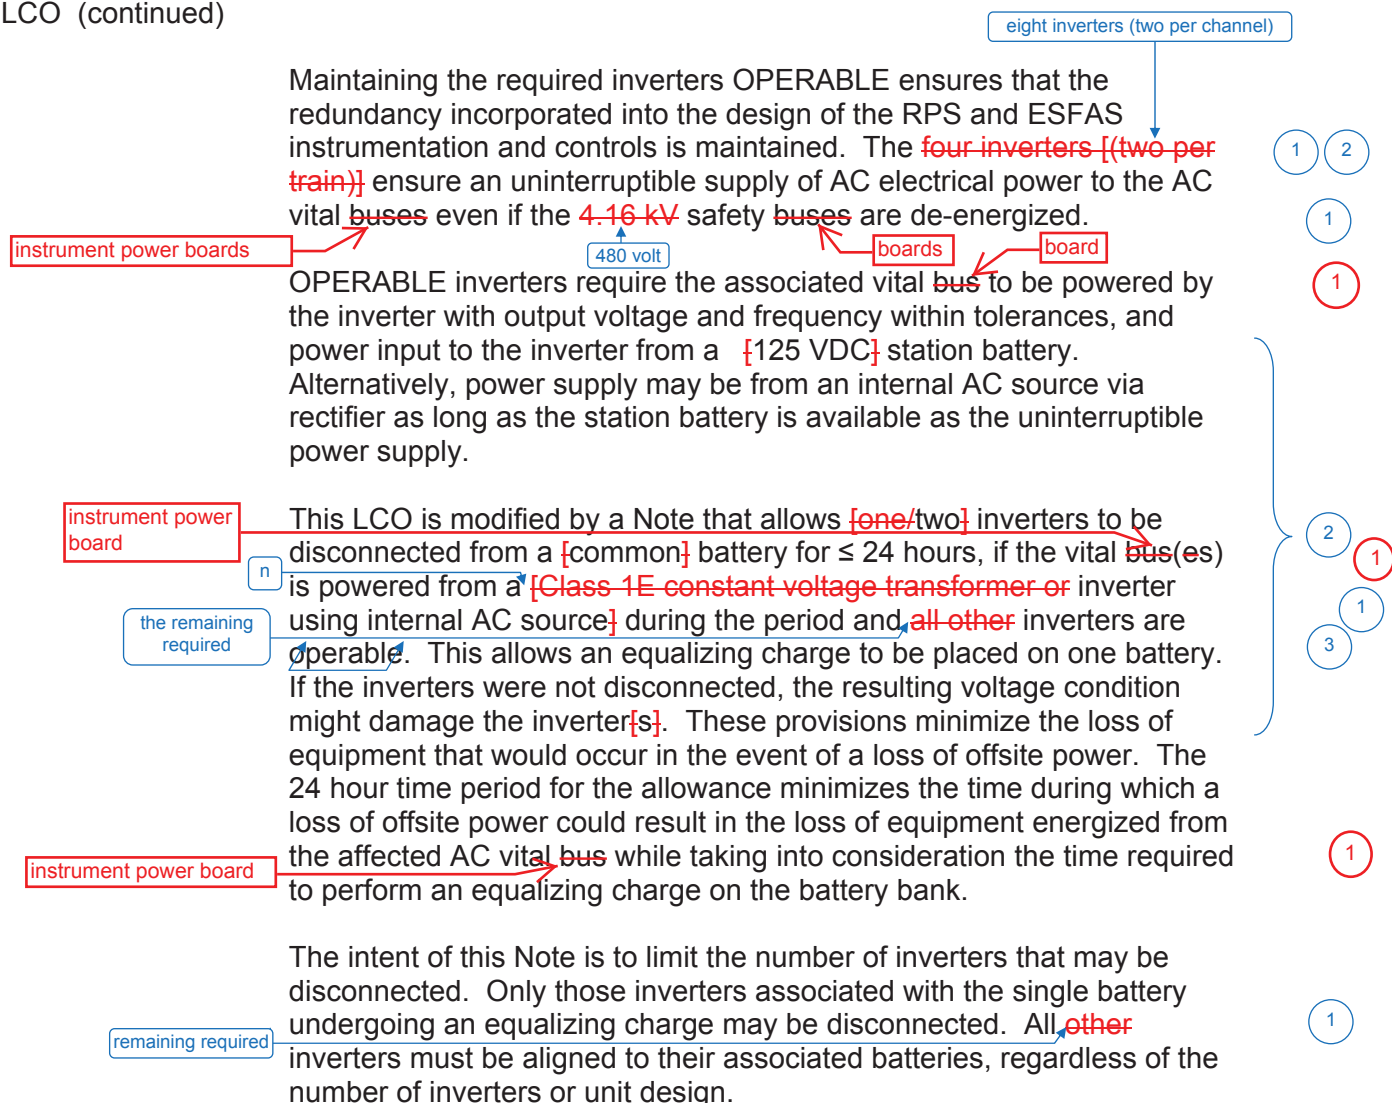 LCO (continued)
eight inverters (two per channel)
Maintaining the required inverters OPERABLE ensures that the
redundancy incorporated into the design of the RPS and ESFAS
instrumentation and controls is maintained. The four inverters [(two per
1 2
train)] ensure an uninterruptible supply of AC electrical power to the AC
vital buses even if the 4.16 kV safety buses are de-energized.
1
instrument power boards
480 volt
boards
board
OPERABLE inverters require the associated vital bus to be powered by
1
the inverter with output voltage and frequency within tolerances, and
power input to the inverter from a [125 VDC] station battery.
Alternatively, power supply may be from an internal AC source via
rectifier as long as the station battery is available as the uninterruptible
power supply.
instrument power
board
This LCO is modified by a Note that allows [one/two] inverters to be
2
disconnected from a [common] battery for ≤ 24 hours, if the vital bus(es)
1
n
is powered from a [Class 1E constant voltage transformer or inverter
1
the remaining
required
using internal AC source] during the period and all other inverters are
3
operable. This allows an equalizing charge to be placed on one battery.
If the inverters were not disconnected, the resulting voltage condition
might damage the inverter[s]. These provisions minimize the loss of
equipment that would occur in the event of a loss of offsite power. The
24 hour time period for the allowance minimizes the time during which a
loss of offsite power could result in the loss of equipment energized from
the affected AC vital bus while taking into consideration the time required
1
instrument power board
to perform an equalizing charge on the battery bank.
The intent of this Note is to limit the number of inverters that may be
disconnected. Only those inverters associated with the single battery
undergoing an equalizing charge may be disconnected. All other
1
remaining required
inverters must be aligned to their associated batteries, regardless of the
number of inverters or unit design.